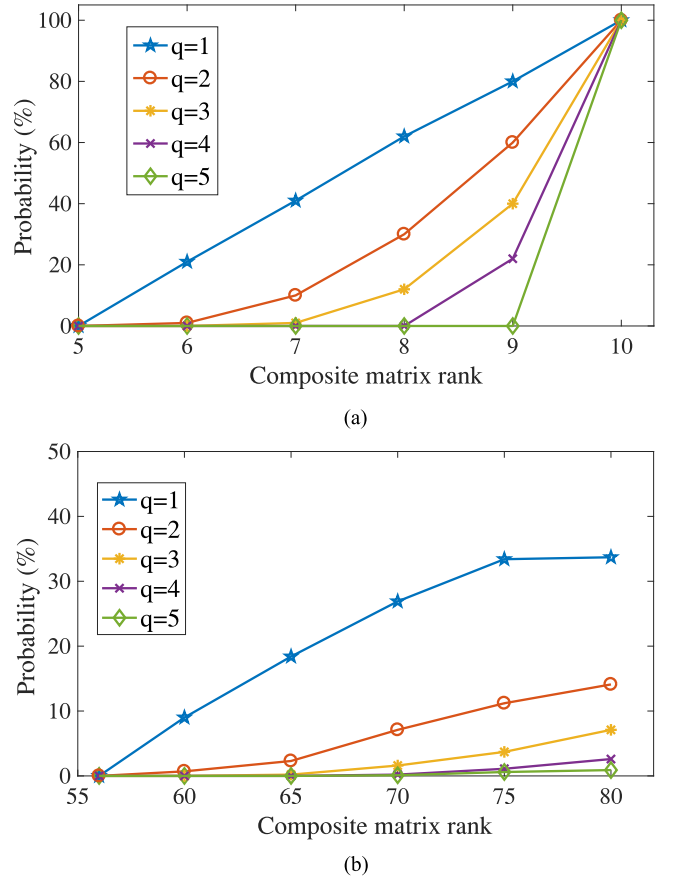 100
80
60
40
20
0
Probability (%)
q=1
q=2
q=3
q=4
q=5
5 6 7 8 9 10
Composite matrix rank
(a)
50
40
30
20
10
0
Probability (%)
q=1
q=2
q=3
q=4
q=5
55 60 65 70 75 80
Composite matrix rank
(b)